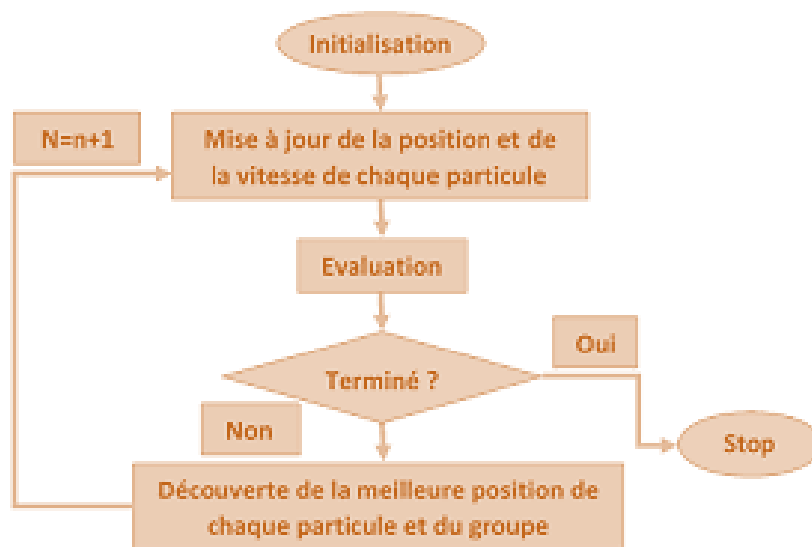 Initialisation
N=n+1
Mise à jour de la position et de
la vitesse de chaque particule
Evaluation
Oui
Terminé ?
Non
Stop
Découverte de la meilleure position de
chaque particule et du groupe